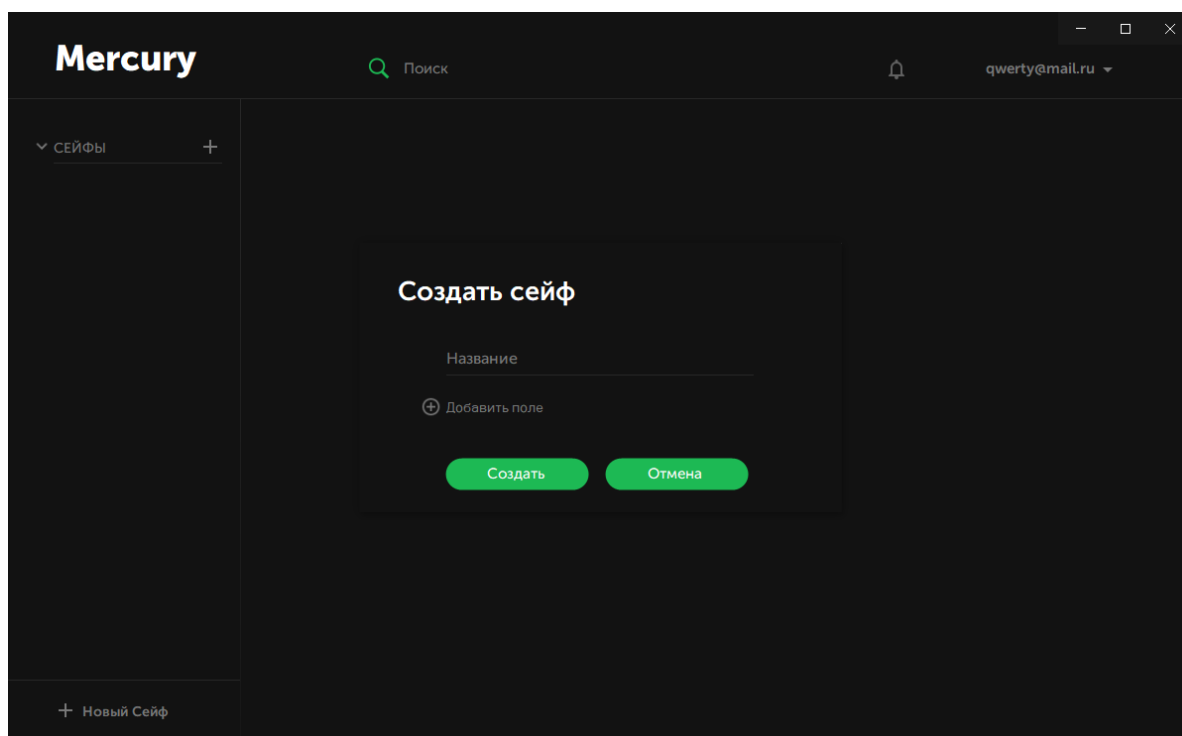 Mercury
Поиск
qwerty@mail.ru
СЕЙФЫ
Создать сейф
Название
Добавить поле
Создать
Отмена
Новый Сейф